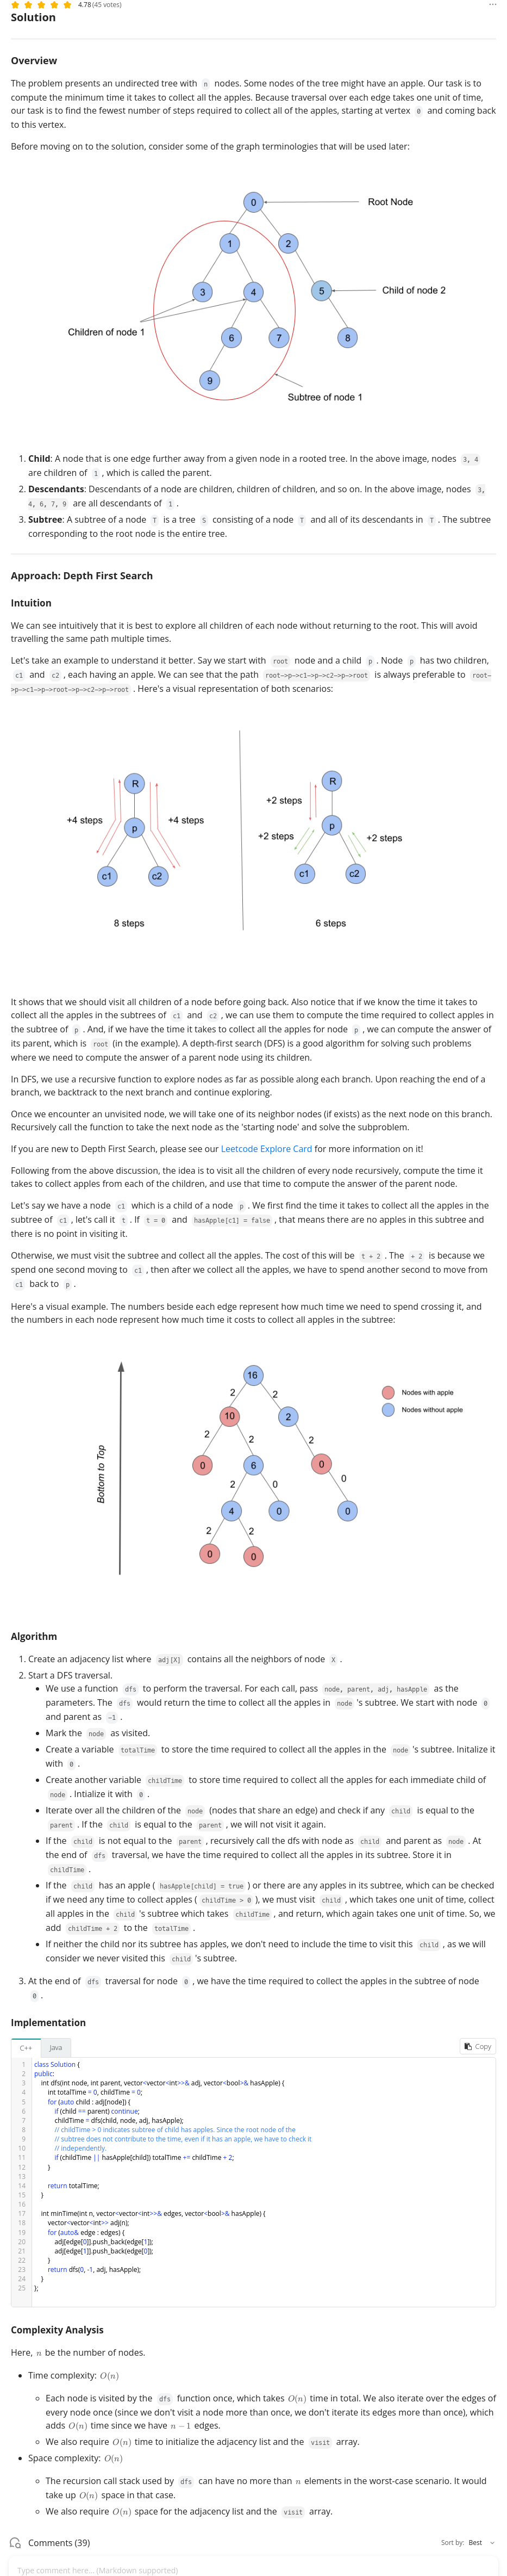 4.78 (45 votes)
Solution
Overview
The problem presents an undirected tree with n nodes. Some nodes of the tree might have an apple. Our task is to
compute the minimum time it takes to collect all the apples. Because traversal over each edge takes one unit of time,
our task is to find the fewest number of steps required to collect all of the apples, starting at vertex 0 and coming back
to this vertex.
Before moving on to the solution, consider some of the graph terminologies that will be used later:
0
Root Node
1
2
3
4
5
Child of node 2
Children of node 1
6
7
8
9
Subtree of node 1
1. Child: A node that is one edge further away from a given node in a rooted tree. In the above image, nodes 3, 4
are children of 1 , which is called the parent.
2. Descendants: Descendants of a node are children, children of children, and so on. In the above image, nodes 3,
4, 6, 7, 9 are all descendants of 1 .
3. Subtree: A subtree of a node T is a tree S consisting of a node T and all of its descendants in T . The subtree
corresponding to the root node is the entire tree.
Approach: Depth First Search
Intuition
We can see intuitively that it is best to explore all children of each node without returning to the root. This will avoid
travelling the same path multiple times.
Let's take an example to understand it better. Say we start with root node and a child p . Node p has two children,
c1 and c2 , each having an apple. We can see that the path root->p->c1->p->c2->p->root is always preferable to root-
>p->c1->p->root->p->c2->p->root . Here's a visual representation of both scenarios:
R
R
+2 steps
+4 steps
p
+4 steps
p
+2 steps
+2 steps
c1
c2
c1
c2
8 steps
6 steps
It shows that we should visit all children of a node before going back. Also notice that if we know the time it takes to
collect all the apples in the subtrees of c1 and c2 , we can use them to compute the time required to collect apples in
the subtree of p . And, if we have the time it takes to collect all the apples for node p , we can compute the answer of
its parent, which is root (in the example). A depth-first search (DFS) is a good algorithm for solving such problems
where we need to compute the answer of a parent node using its children.
In DFS, we use a recursive function to explore nodes as far as possible along each branch. Upon reaching the end of a
branch, we backtrack to the next branch and continue exploring.
Once we encounter an unvisited node, we will take one of its neighbor nodes (if exists) as the next node on this branch.
Recursively call the function to take the next node as the 'starting node' and solve the subproblem.
If you are new to Depth First Search, please see our Leetcode Explore Card for more information on it!
Following from the above discussion, the idea is to visit all the children of every node recursively, compute the time it
takes to collect apples from each of the children, and use that time to compute the answer of the parent node.
Let's say we have a node c1 which is a child of a node p . We first find the time it takes to collect all the apples in the
subtree of c1 , let's call it t . If t = 0 and hasApple[c1] = false , that means there are no apples in this subtree and
there is no point in visiting it.
Otherwise, we must visit the subtree and collect all the apples. The cost of this will be t + 2 . The + 2 is because we
spend one second moving to c1 , then after we collect all the apples, we have to spend another second to move from
c1 back to p .
Here's a visual example. The numbers beside each edge represent how much time we need to spend crossing it, and
the numbers in each node represent how much time it costs to collect all apples in the subtree:
16
Nodes with apple
2
2
Nodes without apple
10
2
2
2
2
0
6
0
2
0
0
Bottom to Top
4
0
0
2
2
0
0
Algorithm
1. Create an adjacency list where adj[X] contains all the neighbors of node X .
2. Start a DFS traversal.
• We use a function dfs to perform the traversal. For each call, pass node, parent, adj, hasApple as the
parameters. The dfs would return the time to collect all the apples in node 's subtree. We start with node 0
and parent as -1 .
• Mark the node as visited.
• Create a variable totalTime to store the time required to collect all the apples in the node 's subtree. Initalize it
with 0 .
• Create another variable childTime to store time required to collect all the apples for each immediate child of
node . Intialize it with 0 .
• Iterate over all the children of the node (nodes that share an edge) and check if any child is equal to the
parent . If the child is equal to the parent , we will not visit it again.
• If the child is not equal to the parent , recursively call the dfs with node as child and parent as node . At
the end of dfs traversal, we have the time required to collect all the apples in its subtree. Store it in
childTime .
• If the child has an apple ( hasApple[child] = true ) or there are any apples in its subtree, which can be checked
if we need any time to collect apples ( childTime > 0 ), we must visit child , which takes one unit of time, collect
all apples in the child 's subtree which takes childTime , and return, which again takes one unit of time. So, we
add childTime + 2 to the totalTime .
• If neither the child nor its subtree has apples, we don't need to include the time to visit this child , as we will
consider we never visited this child 's subtree.
3. At the end of dfs traversal for node 0 , we have the time required to collect the apples in the subtree of node
0 .
Implementation
C++ Java Copy
1 class Solution {
2 public:
3 int dfs(int node, int parent, vector<vector<int>>& adj, vector<bool>& hasApple) {
4 int totalTime = 0, childTime = 0;
5 for (auto child : adj[node]) {
6 if (child == parent) continue;
7 childTime = dfs(child, node, adj, hasApple);
8 // childTime > 0 indicates subtree of child has apples. Since the root node of the
9 // subtree does not contribute to the time, even if it has an apple, we have to check it
10 // independently.
11 if (childTime || hasApple[child]) totalTime += childTime + 2;
12 }
13
14 return totalTime;
15 }
16
17 int minTime(int n, vector<vector<int>>& edges, vector<bool>& hasApple) {
18 vector<vector<int>> adj(n);
19 for (auto& edge : edges) {
20 adj[edge[0]].push_back(edge[1]);
21 adj[edge[1]].push_back(edge[0]);
22 }
23 return dfs(0, -1, adj, hasApple);
24 }
25 };
Complexity Analysis
Here, n be the number of nodes.
• Time complexity: O(n)
• Each node is visited by the dfs function once, which takes O(n) time in total. We also iterate over the edges of
every node once (since we don't visit a node more than once, we don't iterate its edges more than once), which
adds O(n) time since we have n − 1 edges.
• We also require O(n) time to initialize the adjacency list and the visit array.
• Space complexity: O(n)
• The recursion call stack used by dfs can have no more than n elements in the worst-case scenario. It would
take up O(n) space in that case.
• We also require O(n) space for the adjacency list and the visit array.
Comments (39)
Sort by: Best
Type comment here... (Markdown supported)